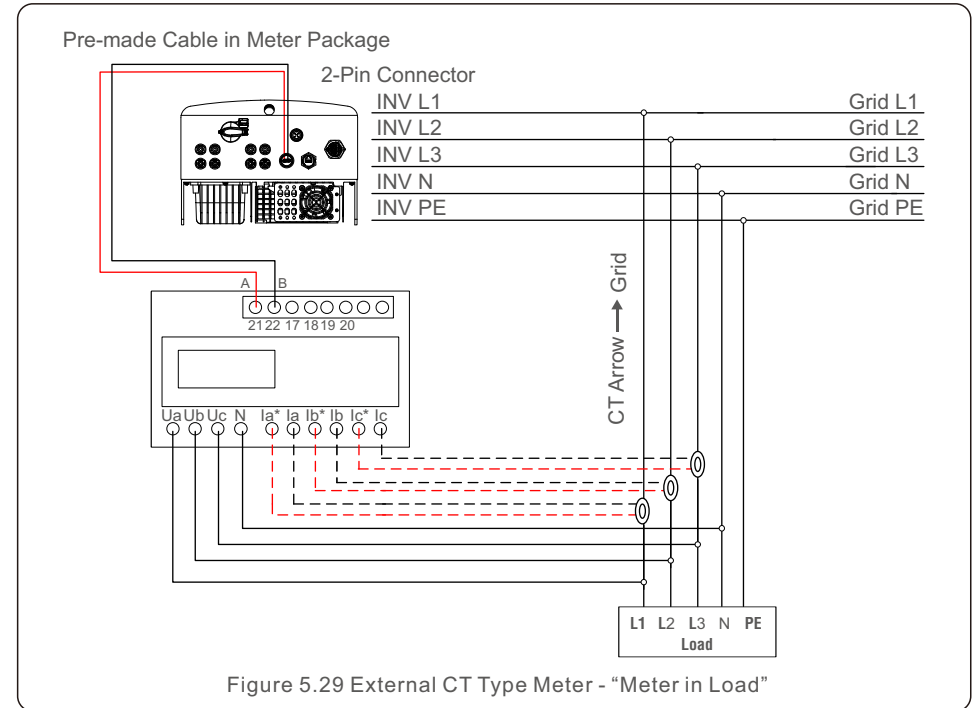 Pre-made Cable in Meter Package
2-Pin Connector
INV L1 Grid L1
INV L2 Grid L2
INV L3 Grid L3
INV N Grid N
INV PE Grid PE
CT Arrow → Grid
A B
21 22 17 18 19 20
Ua Ub Uc N Ia* Ia Ib* Ib Ic* Ic
L1 L2 L3 N PE
Load
Figure 5.29 External CT Type Meter - “Meter in Load”